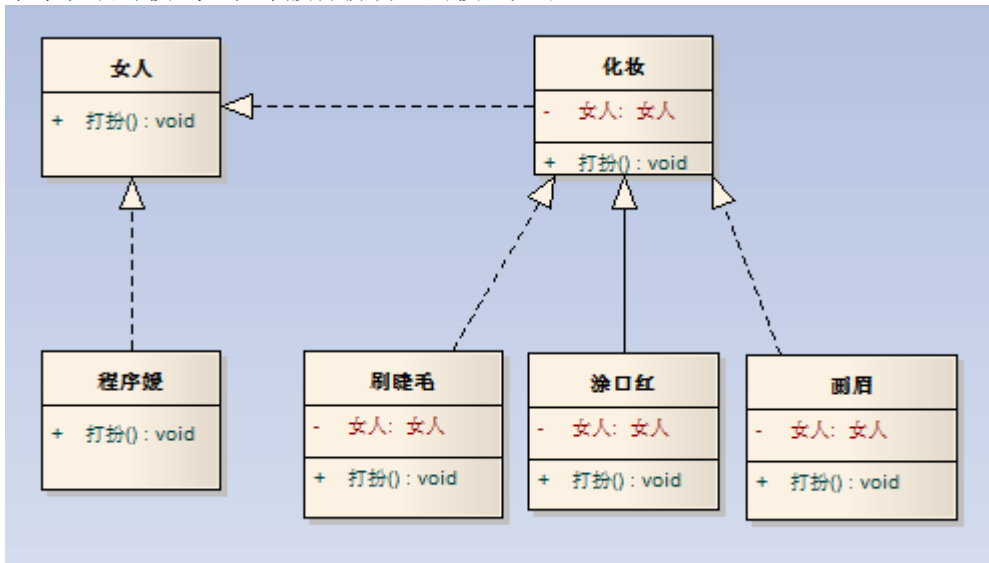 女人
+ 打扮() : void
化妆
- 女人: 女人
+ 打扮() : void
程序媛
+ 打扮() : void
刷睫毛
- 女人: 女人
+ 打扮() : void
涂口红
- 女人: 女人
+ 打扮() : void
画眉
- 女人: 女人
+ 打扮() : void